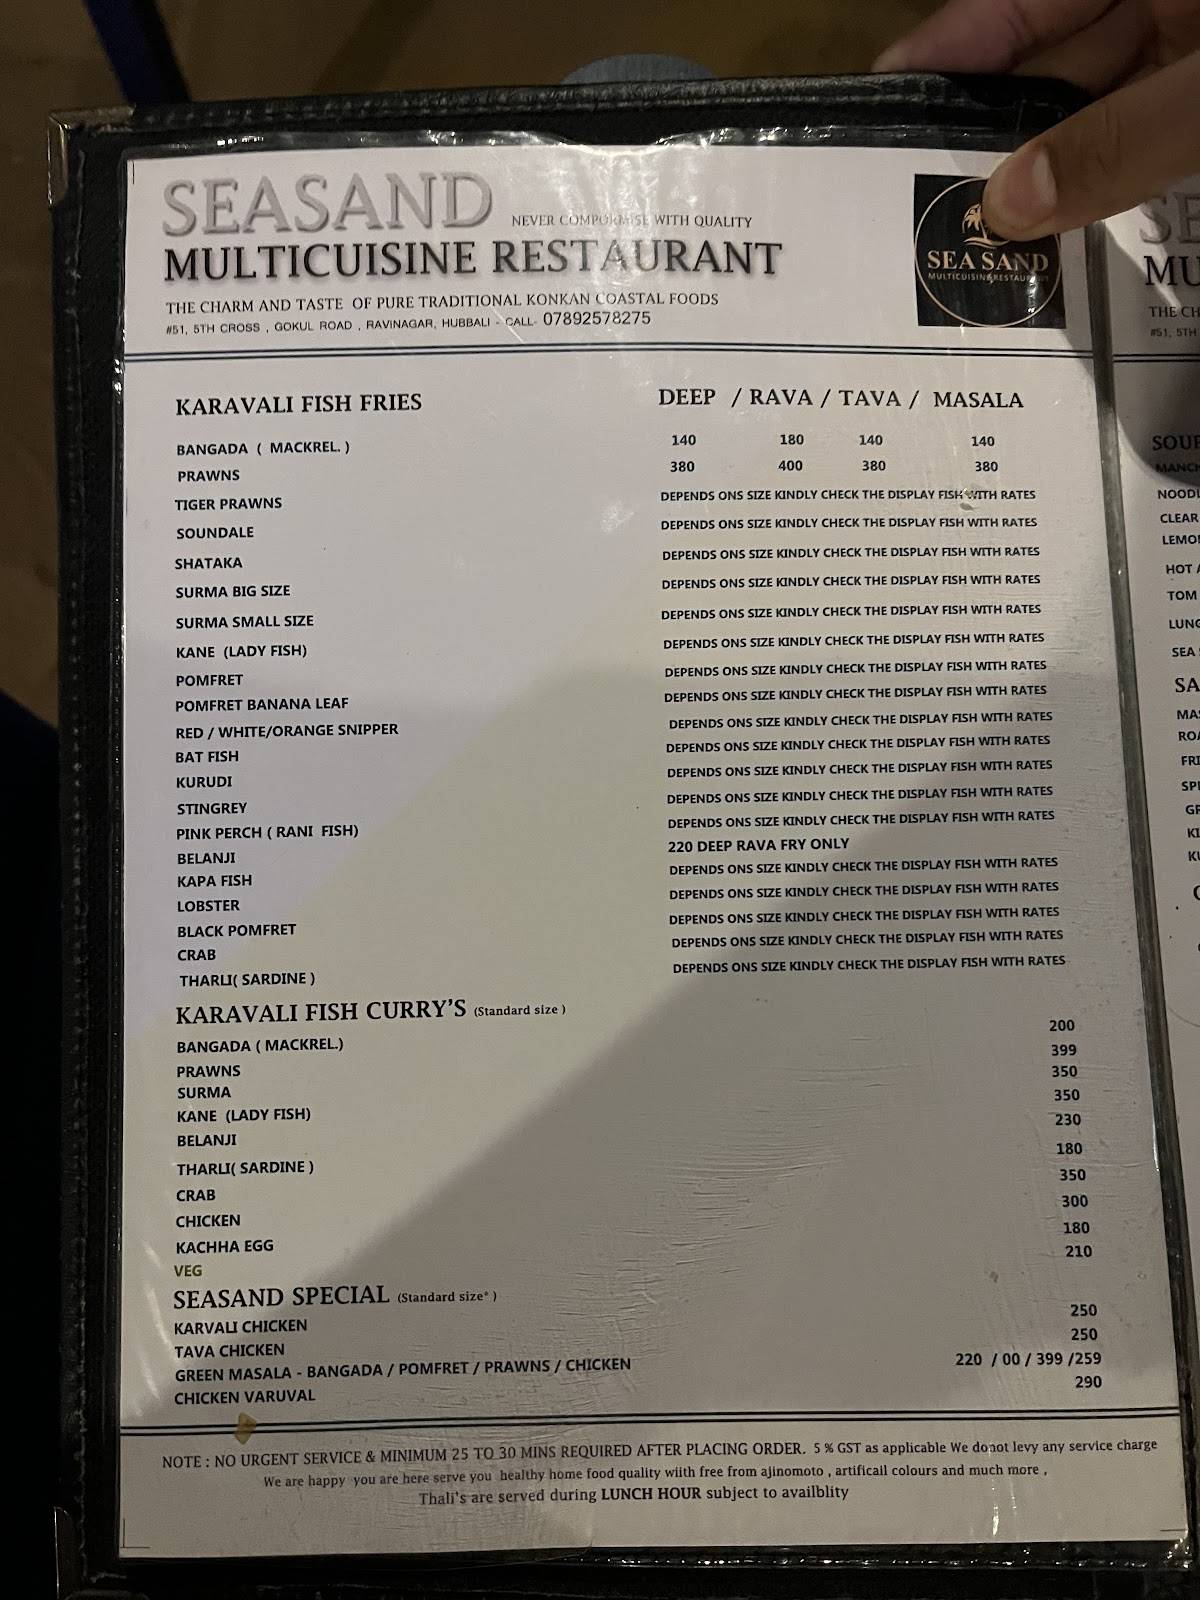 SEASAND NEVER COMPORMISE WITH QUALITY
MULTICUISINE RESTAURANT
THE CHARM AND TASTE OF PURE TRADITIONAL KONKAN COASTAL FOODS
#51, 5TH CROSS , GOKUL ROAD , RAVINAGAR, HUBBALI - CALL- 07892578275
SEA SAND
MULTICUISINE RESTAURANT
KARAVALI FISH FRIES DEEP / RAVA / TAVA / MASALA
BANGADA ( MACKREL. ) 140 180 140 140
PRAWNS 380 400 380 380
TIGER PRAWNS DEPENDS ONS SIZE KINDLY CHECK THE DISPLAY FISH WITH RATES
SOUNDALE DEPENDS ONS SIZE KINDLY CHECK THE DISPLAY FISH WITH RATES
SHATAKA DEPENDS ONS SIZE KINDLY CHECK THE DISPLAY FISH WITH RATES
SURMA BIG SIZE DEPENDS ONS SIZE KINDLY CHECK THE DISPLAY FISH WITH RATES
SURMA SMALL SIZE DEPENDS ONS SIZE KINDLY CHECK THE DISPLAY FISH WITH RATES
KANE (LADY FISH) DEPENDS ONS SIZE KINDLY CHECK THE DISPLAY FISH WITH RATES
POMFRET DEPENDS ONS SIZE KINDLY CHECK THE DISPLAY FISH WITH RATES
POMFRET BANANA LEAF DEPENDS ONS SIZE KINDLY CHECK THE DISPLAY FISH WITH RATES
RED / WHITE/ORANGE SNIPPER DEPENDS ONS SIZE KINDLY CHECK THE DISPLAY FISH WITH RATES
BAT FISH DEPENDS ONS SIZE KINDLY CHECK THE DISPLAY FISH WITH RATES
KURUDI DEPENDS ONS SIZE KINDLY CHECK THE DISPLAY FISH WITH RATES
STINGREY DEPENDS ONS SIZE KINDLY CHECK THE DISPLAY FISH WITH RATES
PINK PERCH ( RANI FISH) DEPENDS ONS SIZE KINDLY CHECK THE DISPLAY FISH WITH RATES
BELANJI 220 DEEP RAVA FRY ONLY
KAPA FISH DEPENDS ONS SIZE KINDLY CHECK THE DISPLAY FISH WITH RATES
LOBSTER DEPENDS ONS SIZE KINDLY CHECK THE DISPLAY FISH WITH RATES
BLACK POMFRET DEPENDS ONS SIZE KINDLY CHECK THE DISPLAY FISH WITH RATES
CRAB DEPENDS ONS SIZE KINDLY CHECK THE DISPLAY FISH WITH RATES
THARLI( SARDINE ) DEPENDS ONS SIZE KINDLY CHECK THE DISPLAY FISH WITH RATES
KARAVALI FISH CURRY'S (Standard size )
BANGADA ( MACKREL.) 200
PRAWNS 399
SURMA 350
KANE (LADY FISH) 350
BELANJI 230
THARLI( SARDINE ) 180
CRAB 350
CHICKEN 300
KACHHA EGG 180
VEG 210
SEASAND SPECIAL (Standard size* )
KARVALI CHICKEN 250
TAVA CHICKEN 250
GREEN MASALA - BANGADA / POMFRET / PRAWNS / CHICKEN 220 / 00 / 399 /259
CHICKEN VARUVAL 290
NOTE : NO URGENT SERVICE & MINIMUM 25 TO 30 MINS REQUIRED AFTER PLACING ORDER. 5 % GST as applicable We donot levy any service charge
We are happy you are here serve you healthy home food quality wiith free from ajinomoto , artificail colours and much more ,
Thali's are served during LUNCH HOUR subject to availblity
#51, 5TH
CLEAR
HOT
TOM
SEA